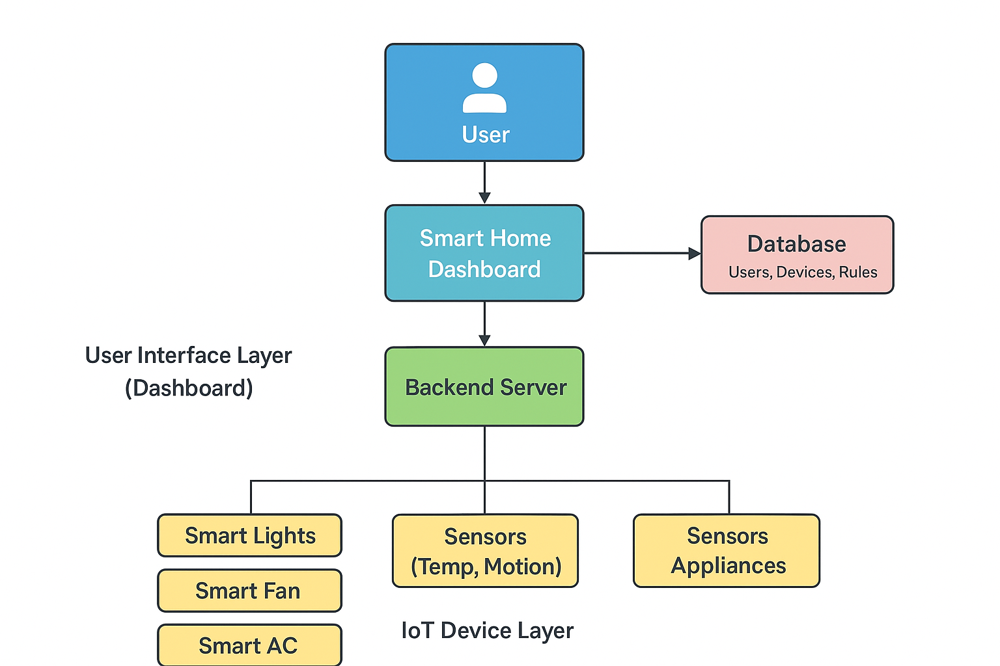 User
Smart Home
Dashboard
Database
Users, Devices, Rules
User Interface Layer
(Dashboard)
Backend Server
Smart Lights
Smart Fan
Smart AC
Sensors
(Temp, Motion)
Sensors
Appliances
IoT Device Layer